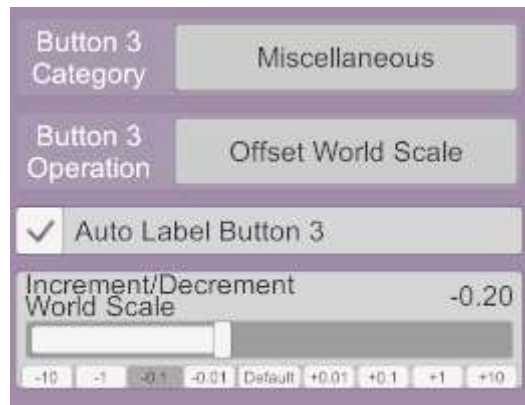 Button 3
Category
Miscellaneous
Button 3
Operation
Offset World Scale
Auto Label Button 3
Increment/Decrement
World Scale
-0.20
-10 -1 -0.1 -0.01 Default +0.01 +0.1 +1 +10